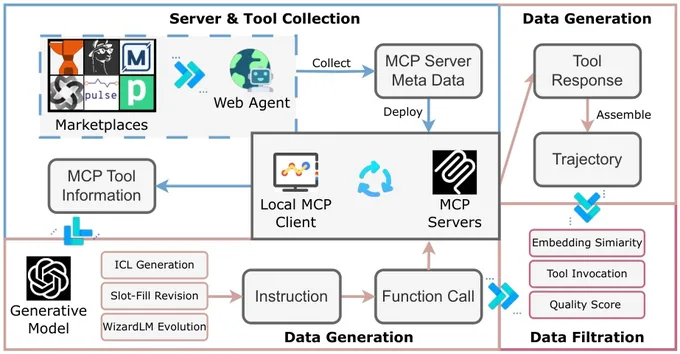 Server & Tool Collection
Data Generation
pulse
Marketplaces
Web Agent
Collect
MCP Server
Meta Data
Deploy
Tool
Response
Assemble
Trajectory
MCP Tool
Information
Local MCP
Client
MCP
Servers
Generative
Model
ICL Generation
Slot-Fill Revision
WizardLM Evolution
Instruction
Function Call
Data Generation
Embedding Simiarity
Tool Invocation
Quality Score
Data Filtration